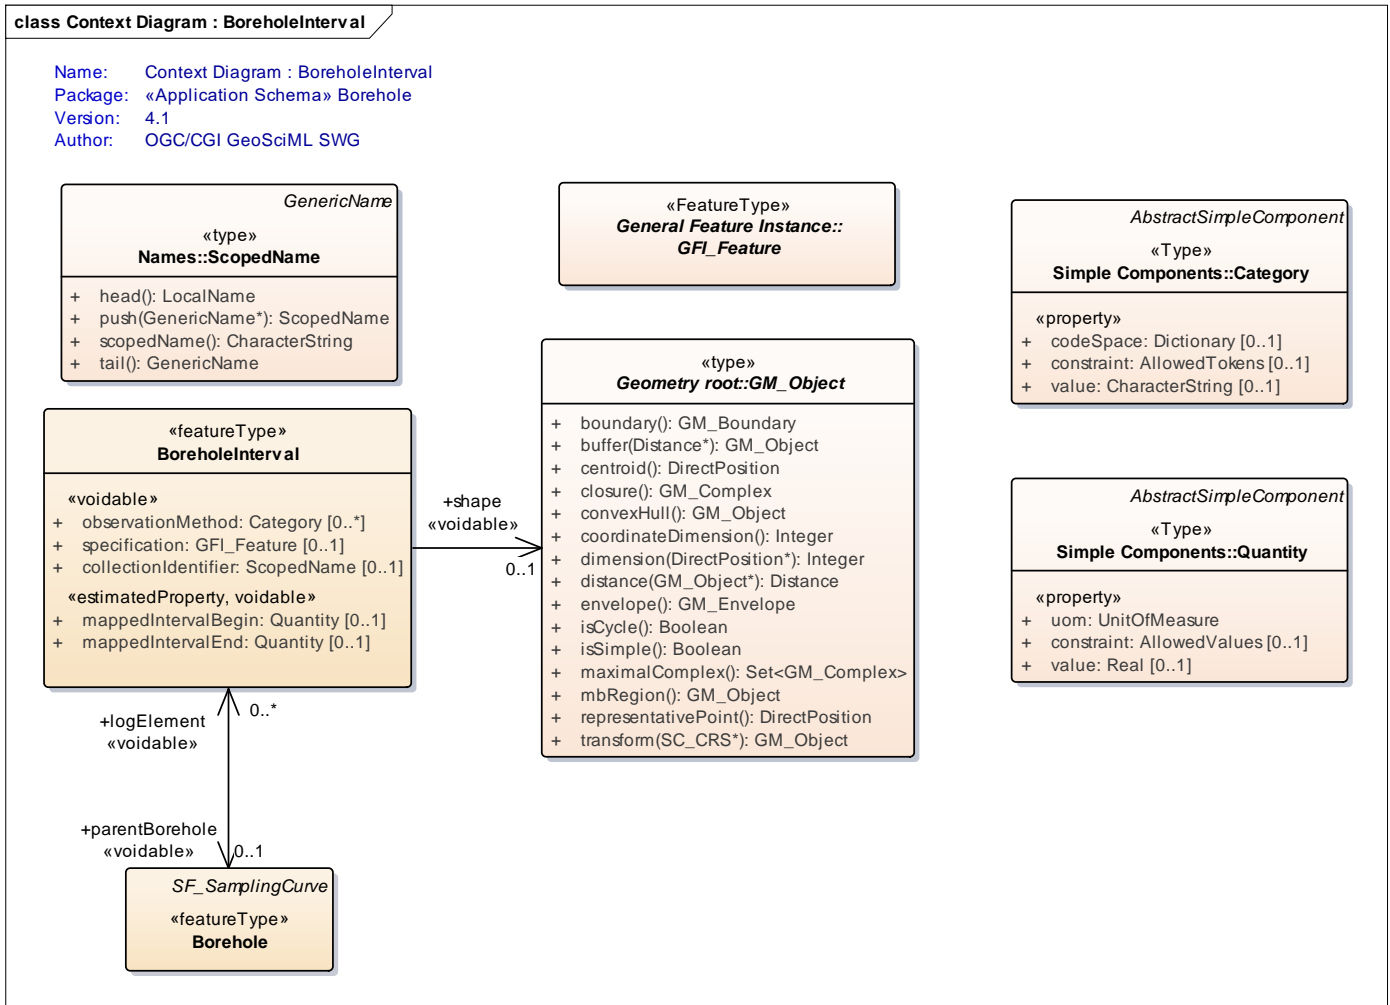 class Context Diagram : BoreholeInterval
Name: Context Diagram : BoreholeInterval
Package: «Application Schema» Borehole
Version: 4.1
Author: OGC/CGI GeoSciML SWG
GenericName
«type»
Names::ScopedName
+ head(): LocalName
+ push(GenericName*): ScopedName
+ scopedName(): CharacterString
+ tail(): GenericName
«FeatureType»
General Feature Instance::
GFI_Feature
AbstractSimpleComponent
«Type»
Simple Components::Category
«property»
+ codeSpace: Dictionary [0..1]
+ constraint: AllowedTokens [0..1]
+ value: CharacterString [0..1]
«featureType»
BoreholeInterval
«voidable»
+ observationMethod: Category [0..*]
+ specification: GFI_Feature [0..1]
+ collectionIdentifier: ScopedName [0..1]
«estimatedProperty, voidable»
+ mappedIntervalBegin: Quantity [0..1]
+ mappedIntervalEnd: Quantity [0..1]
+shape
«voidable»
0..1
«type»
Geometry root::GM_Object
+ boundary(): GM_Boundary
+ buffer(Distance*): GM_Object
+ centroid(): DirectPosition
+ closure(): GM_Complex
+ convexHull(): GM_Object
+ coordinateDimension(): Integer
+ dimension(DirectPosition*): Integer
+ distance(GM_Object*): Distance
+ envelope(): GM_Envelope
+ isCycle(): Boolean
+ isSimple(): Boolean
+ maximalComplex(): Set<GM_Complex>
+ mbRegion(): GM_Object
+ representativePoint(): DirectPosition
+ transform(SC_CRS*): GM_Object
AbstractSimpleComponent
«Type»
Simple Components::Quantity
«property»
+ uom: UnitOfMeasure
+ constraint: AllowedValues [0..1]
+ value: Real [0..1]
+logElement
«voidable»
0..*
+parentBorehole
«voidable»
0..1
SF_SamplingCurve
«featureType»
Borehole